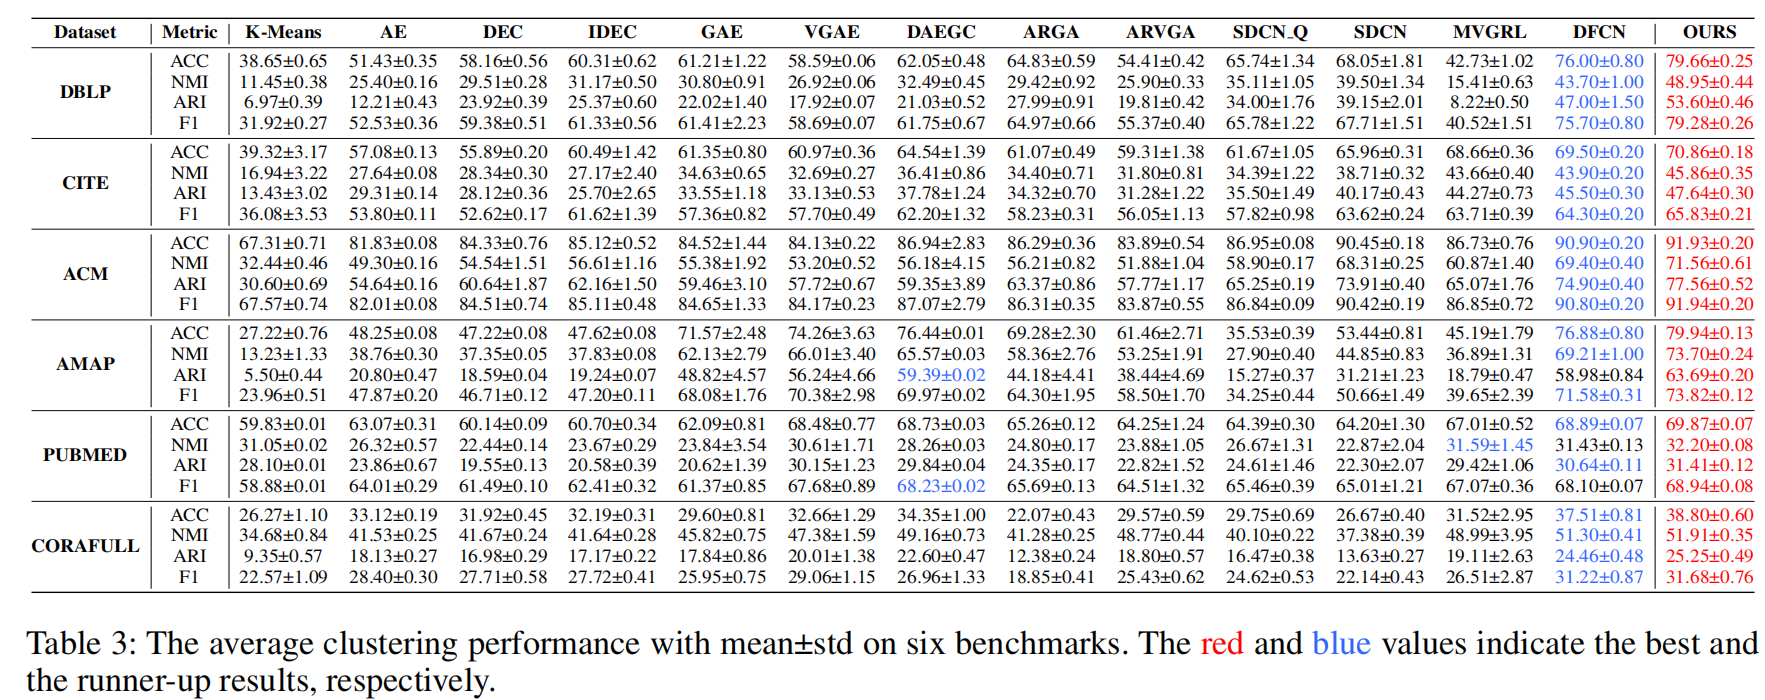 Dataset Metric K-Means AE DEC IDEC GAE VGAE DAEGC ARGA ARVGA SDCN_Q SDCN MVGRL DFCN OURS
ACC 38.65±0.65 51.43±0.35 58.16±0.56 60.31±0.62 61.21±1.22 58.59±0.06 62.05±0.48 64.83±0.59 54.41±0.42 65.74±1.34 68.05±1.81 42.73±1.02 76.00±0.80 79.66±0.25
NMI 11.45±0.38 25.40±0.16 29.51±0.28 31.17±0.50 30.80±0.91 26.92±0.06 32.49±0.45 29.42±0.92 25.90±0.33 35.11±1.05 39.50±1.34 15.41±0.63 43.70±1.00 48.95±0.44
DBLP
ARI 6.97±0.39 12.21±0.43 23.92±0.39 25.37±0.60 22.02±1.40 17.92±0.07 21.03±0.52 27.99±0.91 19.81±0.42 34.00±1.76 39.15±2.01 8.22±0.50 47.00±1.50 53.60±0.46
F1 31.92±0.27 52.53±0.36 59.38±0.51 61.33±0.56 61.41±2.23 58.69±0.07 61.75±0.67 64.97±0.66 55.37±0.40 65.78±1.22 67.71±1.51 40.52±1.51 75.70±0.80 79.28±0.26
ACC 39.32±3.17 57.08±0.13 55.89±0.20 60.49±1.42 61.35±0.80 60.97±0.36 64.54±1.39 61.07±0.49 59.31±1.38 61.67±1.05 65.96±0.31 68.66±0.36 69.50±0.20 70.86±0.18
NMI 16.94±3.22 27.64±0.08 28.34±0.30 27.17±2.40 34.63±0.65 32.69±0.27 36.41±0.86 34.40±0.71 31.80±0.81 34.39±1.22 38.71±0.32 43.66±0.40 43.90±0.20 45.86±0.35
CITE
ARI 13.43±3.02 29.31±0.14 28.12±0.36 25.70±2.65 33.55±1.18 33.13±0.53 37.78±1.24 34.32±0.70 31.28±1.22 35.50±1.49 40.17±0.43 44.27±0.73 45.50±0.30 47.64±0.30
F1 36.08±3.53 53.80±0.11 52.62±0.17 61.62±1.39 57.36±0.82 57.70±0.49 62.20±1.32 58.23±0.31 56.05±1.13 57.82±0.98 63.62±0.24 63.71±0.39 64.30±0.20 65.83±0.21
ACC 67.31±0.71 81.83±0.08 84.33±0.76 85.12±0.52 84.52±1.44 84.13±0.22 86.94±2.83 86.29±0.36 83.89±0.54 86.95±0.08 90.45±0.18 86.73±0.76 90.90±0.20 91.93±0.20
NMI 32.44±0.46 49.30±0.16 54.54±1.51 56.61±1.16 55.38±1.92 53.20±0.52 56.18±4.15 56.21±0.82 51.88±1.04 58.90±0.17 68.31±0.25 60.87±1.40 69.40±0.40 71.56±0.61
ACM
ARI 30.60±0.69 54.64±0.16 60.64±1.87 62.16±1.50 59.46±3.10 57.72±0.67 59.35±3.89 63.37±0.86 57.77±1.17 65.25±0.19 73.91±0.40 65.07±1.76 74.90±0.40 77.56±0.52
F1 67.57±0.74 82.01±0.08 84.51±0.74 85.11±0.48 84.65±1.33 84.17±0.23 87.07±2.79 86.31±0.35 83.87±0.55 86.84±0.09 90.42±0.19 86.85±0.72 90.80±0.20 91.94±0.20
ACC 27.22±0.76 48.25±0.08 47.22±0.08 47.62±0.08 71.57±2.48 74.26±3.63 76.44±0.01 69.28±2.30 61.46±2.71 35.53±0.39 53.44±0.81 45.19±1.79 76.88±0.80 79.94±0.13
NMI 13.23±1.33 38.76±0.30 37.35±0.05 37.83±0.08 62.13±2.79 66.01±3.40 65.57±0.03 58.36±2.76 53.25±1.91 27.90±0.40 44.85±0.83 36.89±1.31 69.21±1.00 73.70±0.24
AMAP
ARI 5.50±0.44 20.80±0.47 18.59±0.04 19.24±0.07 48.82±4.57 56.24±4.66 59.39±0.02 44.18±4.41 38.44±4.69 15.27±0.37 31.21±1.23 18.79±0.47 58.98±0.84 63.69±0.20
F1 23.96±0.51 47.87±0.20 46.71±0.12 47.20±0.11 68.08±1.76 70.38±2.98 69.97±0.02 64.30±1.95 58.50±1.70 34.25±0.44 50.66±1.49 39.65±2.39 71.58±0.31 73.82±0.12
ACC 59.83±0.01 63.07±0.31 60.14±0.09 60.70±0.34 62.09±0.81 68.48±0.77 68.73±0.03 65.26±0.12 64.25±1.24 64.39±0.30 64.20±1.30 67.01±0.52 68.89±0.07 69.87±0.07
NMI 31.05±0.02 26.32±0.57 22.44±0.14 23.67±0.29 23.84±3.54 30.61±1.71 28.26±0.03 24.80±0.17 23.88±1.05 26.67±1.31 22.87±2.04 31.59±1.45 31.43±0.13 32.20±0.08
PUBMED
ARI 28.10±0.01 23.86±0.67 19.55±0.13 20.58±0.39 20.62±1.39 30.15±1.23 29.84±0.04 24.35±0.17 22.82±1.52 24.61±1.46 22.30±2.07 29.42±1.06 30.64±0.11 31.41±0.12
F1 58.88±0.01 64.01±0.29 61.49±0.10 62.41±0.32 61.37±0.85 67.68±0.89 68.23±0.02 65.69±0.13 64.51±1.32 65.46±0.39 65.01±1.21 67.07±0.36 68.10±0.07 68.94±0.08
ACC 26.27±1.10 33.12±0.19 31.92±0.45 32.19±0.31 29.60±0.81 32.66±1.29 34.35±1.00 22.07±0.43 29.57±0.59 29.75±0.69 26.67±0.40 31.52±2.95 37.51±0.81 38.80±0.60
NMI 34.68±0.84 41.53±0.25 41.67±0.24 41.64±0.28 45.82±0.75 47.38±1.59 49.16±0.73 41.28±0.25 48.77±0.44 40.10±0.22 37.38±0.39 48.99±3.95 51.30±0.41 51.91±0.35
CORAFULL
ARI 9.35±0.57 18.13±0.27 16.98±0.29 17.17±0.22 17.84±0.86 20.01±1.38 22.60±0.47 12.38±0.24 18.80±0.57 16.47±0.38 13.63±0.27 19.11±2.63 24.46±0.48 25.25±0.49
F1 22.57±1.09 28.40±0.30 27.71±0.58 27.72±0.41 25.95±0.75 29.06±1.15 26.96±1.33 18.85±0.41 25.43±0.62 24.62±0.53 22.14±0.43 26.51±2.87 31.22±0.87 31.68±0.76
Table 3: The average clustering performance with mean±std on six benchmarks. The red and blue values indicate the best and
the runner-up results, respectively.